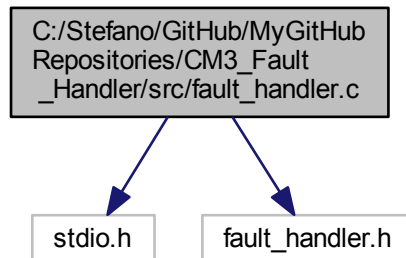 C:/Stefano/GitHub/MyGitHub
Repositories/CM3_Fault
_Handler/src/fault_handler.c
stdio.h
fault_handler.h